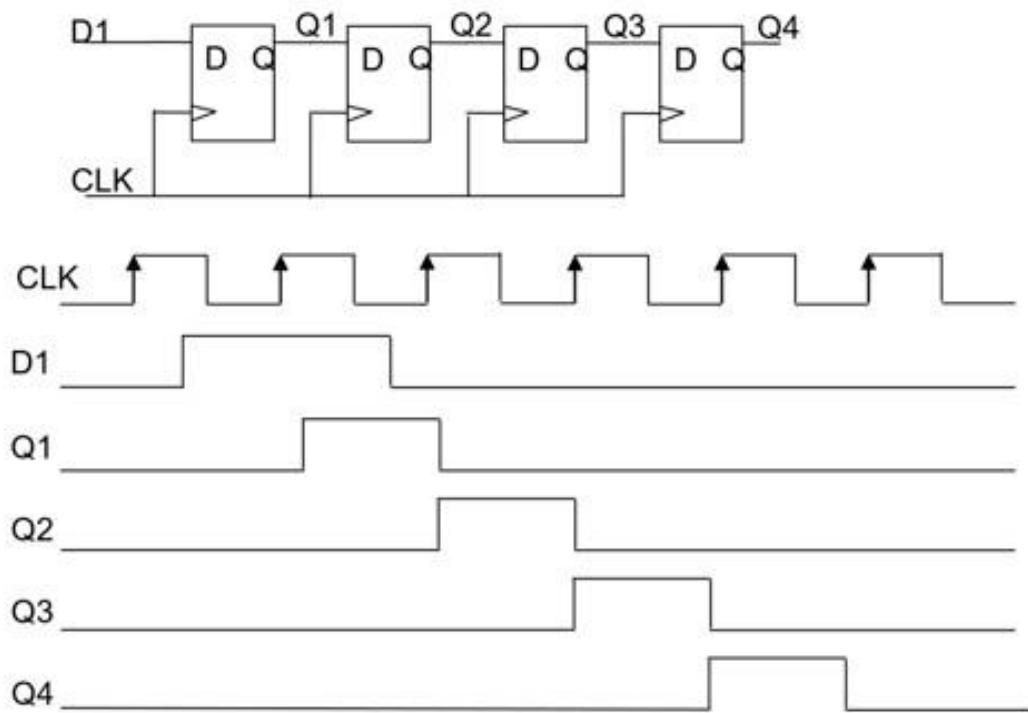 D1 Q1 Q2 Q3 Q4
D Q D Q D Q D Q
CLK
CLK
D1
Q1
Q2
Q3
Q4